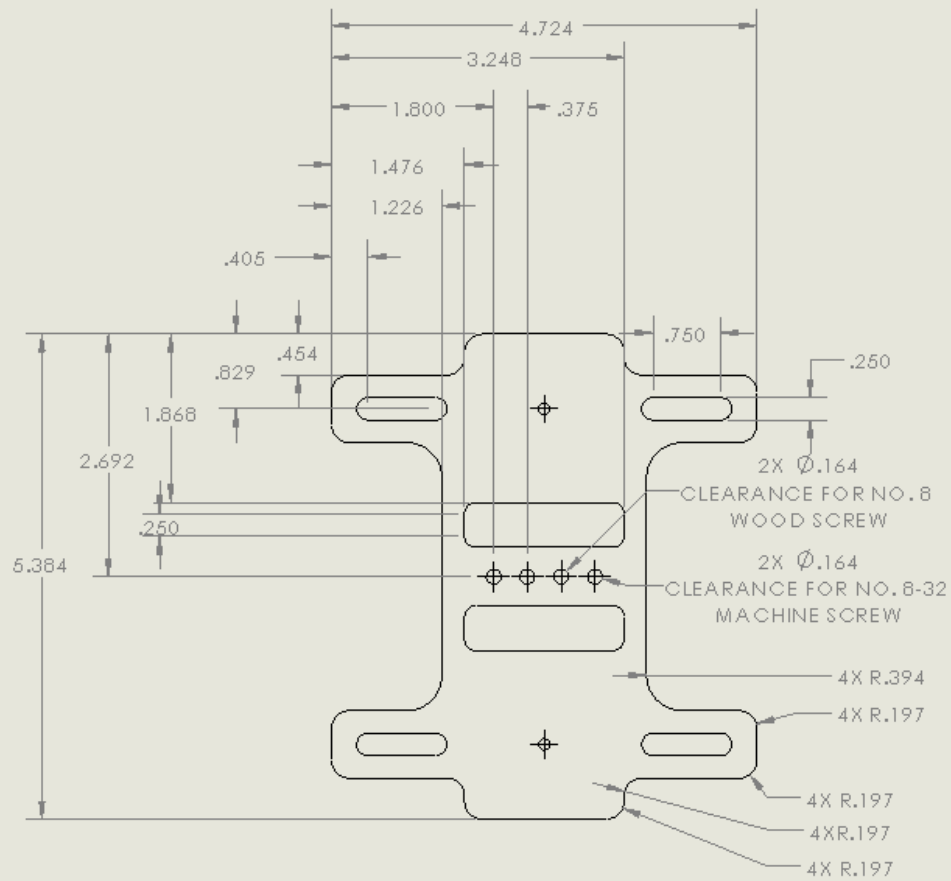 4.724
3.248
1.800
.375
1.476
1.226
.405
.454
.750
.829
.250
1.868
2.692
2X Ø.164
CLEARANCE FOR NO. 8
WOOD SCREW
.250
5.384
2X Ø.164
CLEARANCE FOR NO. 8-32
MACHINE SCREW
4X R.394
4X R.197
4X R.197
4XR.197
4X R.197